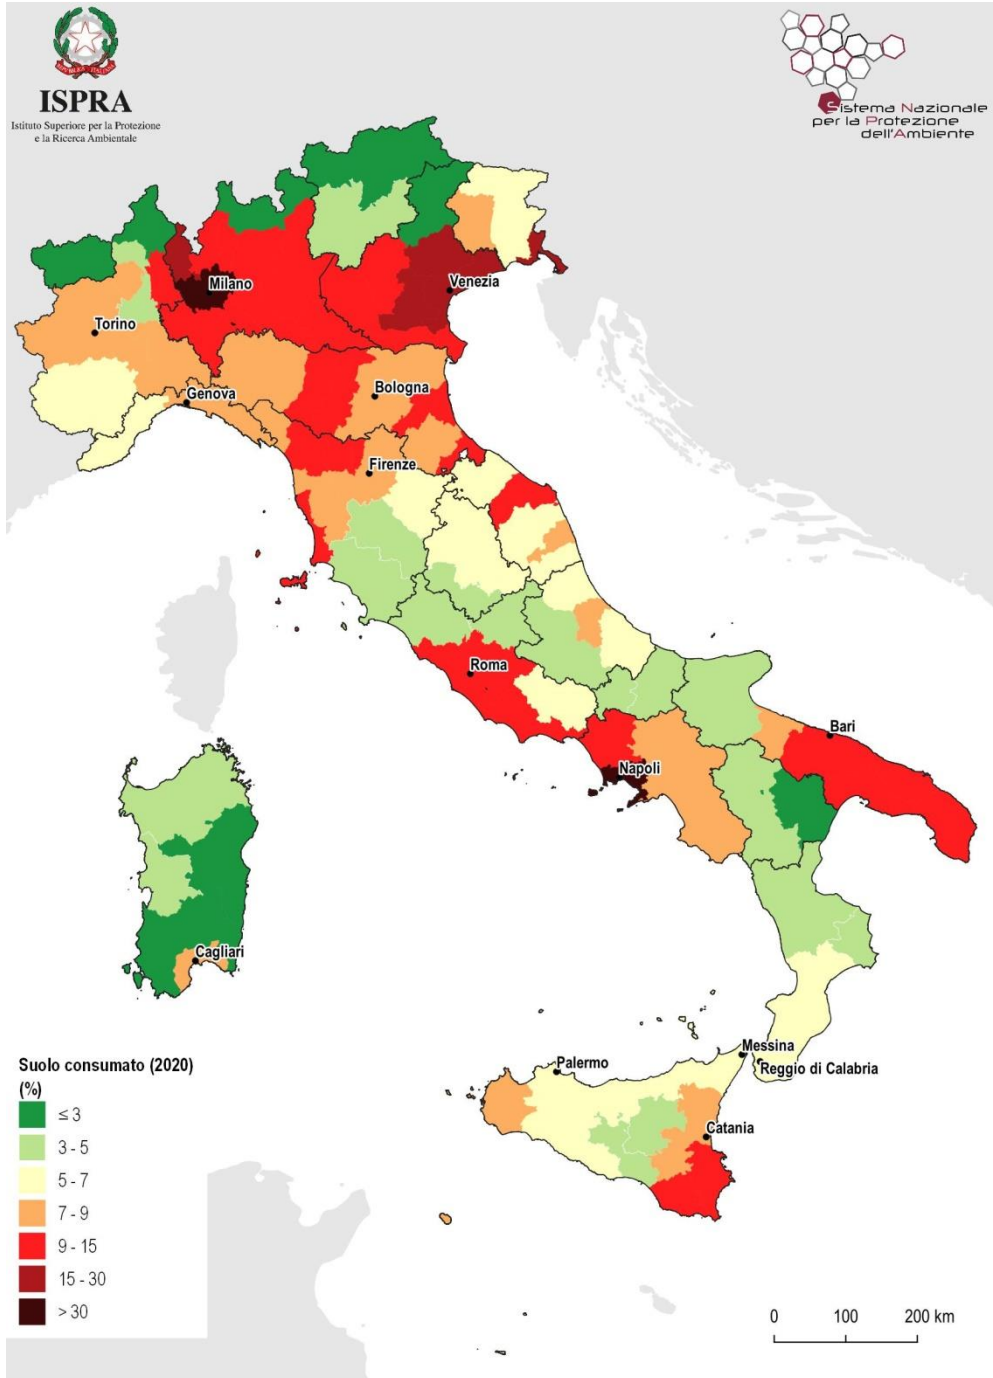 REPVBBLICA ITALIANA
ISPRA
Istituto Superiore per la Protezione
e la Ricerca Ambientale
Sistema Nazionale
per la Protezione
dell'Ambiente
Milano
Venezia
Torino
Genova
Bologna
Firenze
Roma
Napoli
Bari
Cagliari
Messina
Palermo
Reggio di Calabria
Catania
Suolo consumato (2020)
(%)
≤ 3
3 - 5
5 - 7
7 - 9
9 - 15
15 - 30
> 30
0 100 200 km